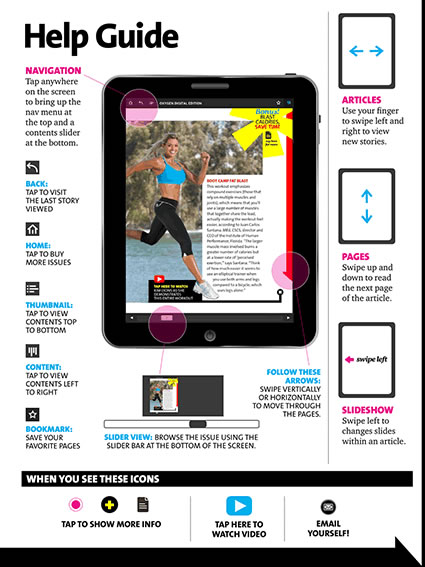 Help Guide
NAVIGATION
Tap anywhere
on the screen
to bring up the
nav menu at
the top and a
contents slider
at the bottom.
BACK:
TAP TO VISIT
THE LAST STORY
VIEWED
HOME:
TAP TO BUY
MORE ISSUES
THUMBNAIL:
TAP TO VIEW
CONTENTS TOP
TO BOTTOM
CONTENT:
TAP TO VIEW
CONTENTS LEFT
TO RIGHT
BOOKMARK:
SAVE YOUR
FAVORITE PAGES
OXYGEN DIGITAL EDITION
Bonus!
BLAST
CALORIES,
SAVE TIME
BOOT CAMP FAT BLAST
This workout emphasizes
compound exercises (those that
rely on multiple muscles and
joints), which means that you'll
use a large number of muscles
that together share the load,
actually making the workout feel
easier, according to Juan Carlos
Santana, MEd, CSCS, director and
CEO of the Institute of Human
Performance, Florida. "The larger
muscle mass involved burns a
greater number of calories but
at a lower rate of 'perceived
exertion,'" says Santana. "Think
of how much easier it seems to
use an elliptical trainer when
you use both arms and legs
compared to a bicycle, which
uses legs alone."
TAP HERE TO WATCH
DEMONSTRATES
THIS ENTIRE WORKOUT!
SLIDER VIEW: BROWSE THE ISSUE USING THE
SLIDER BAR AT THE BOTTOM OF THE SCREEN.
FOLLOW THESE
ARROWS:
SWIPE VERTICALLY
OR HORIZONTALLY
TO MOVE THROUGH
THE PAGES.
ARTICLES
Use your finger
to swipe left and
right to view
new stories.
PAGES
Swipe up and
down to read
the next page
of the article.
swipe left
SLIDESHOW
Swipe left to
changes slides
within an article.
WHEN YOU SEE THESE ICONS
TAP TO SHOW MORE INFO
TAP HERE TO
WATCH VIDEO
EMAIL
YOURSELF!